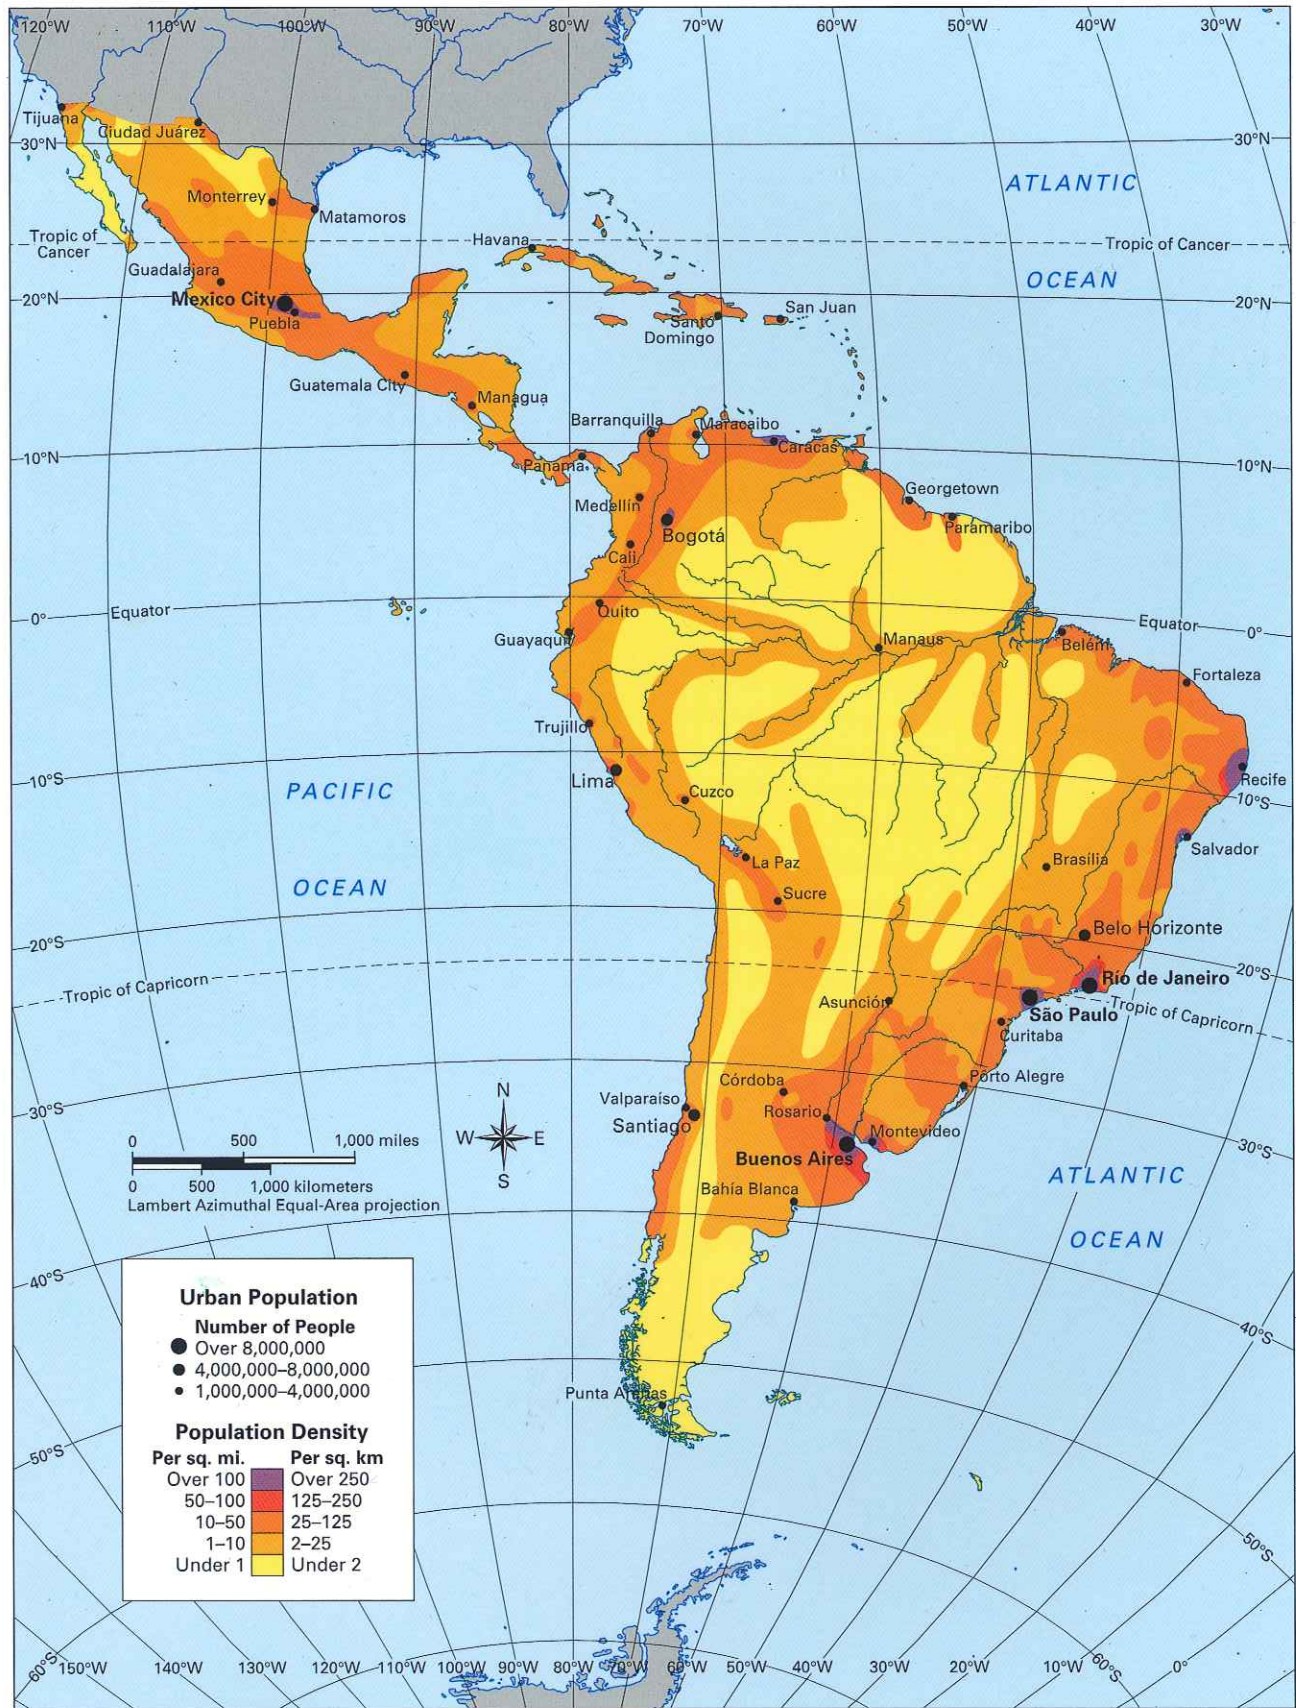 120°W
110°W
100°W
90°W
80°W
70°W
60°W
50°W
40°W
30°W
Tijuana
Ciudad Juárez
30°N
30°N
ATLANTIC
OCEAN
Monterrey
Matamoros
Tropic of
Cancer
Havana
Tropic of Cancer
Guadalajara
20°N
Mexico City
20°N
Puebla
Santo
Domingo
San Juan
Guatemala City
Managua
Barranquilla
Maracaibo
Caracas
10°N
Panama
10°N
Medellín
Georgetown
Bogotá
Paramaribo
Cali
0°
Equator
Quito
Equator
0°
Guayaquil
Manaus
Belém
Fortaleza
Trujillo
10°S
PACIFIC
OCEAN
Lima
Cuzco
Recife
10°S
La Paz
Brasília
Salvador
Sucre
20°S
Belo Horizonte
20°S
Tropic of Capricorn
Asunción
Río de Janeiro
São Paulo
Tropic of Capricorn
Curitiba
30°S
Córdoba
Pôrto Alegre
Valparaíso
Santiago
Rosario
Montevideo
30°S
Buenos Aires
Bahía Blanca
ATLANTIC
OCEAN
N
W
E
S
0 500 1,000 miles
0 500 1,000 kilometers
Lambert Azimuthal Equal-Area projection
40°S
40°S
Punta Arenas
Urban Population
Number of People
Over 8,000,000
4,000,000–8,000,000
1,000,000–4,000,000
Population Density
Per sq. mi. Per sq. km
Over 100 Over 250
50–100 125–250
10–50 25–125
1–10 2–25
Under 1 Under 2
50°S
50°S
60°S
150°W
140°W
130°W
120°W
110°W
100°W
90°W
80°W
70°W
60°W
50°W
40°W
30°W
20°W
10°W
60°S
0°